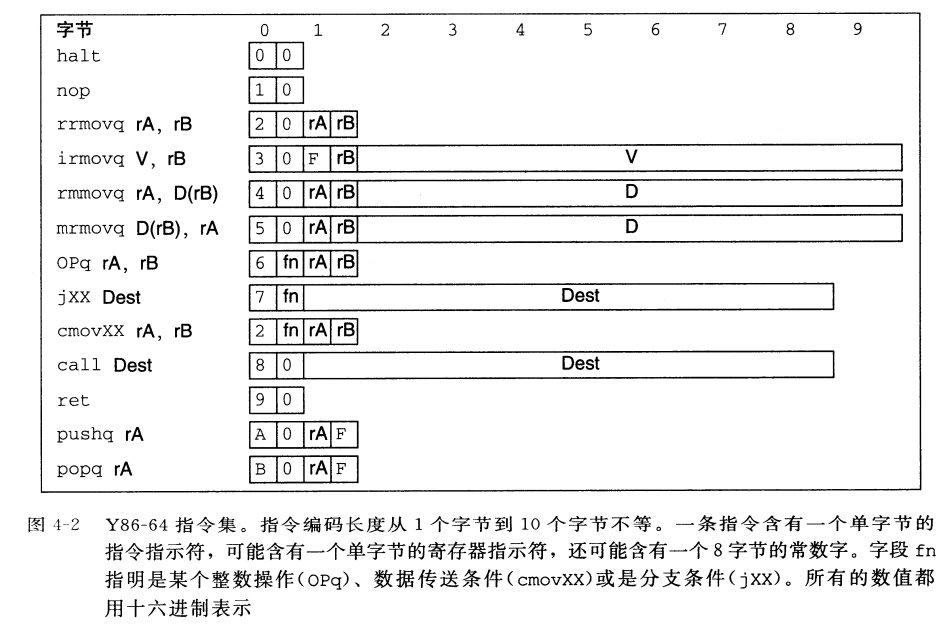 字节 0 1 2 3 4 5 6 7 8 9
halt 0 0
nop 1 0
rrmovq rA, rB 2 0 rA rB
irmovq V, rB 3 0 F rB V
rmmovq rA, D(rB) 4 0 rA rB D
mrmovq D(rB), rA 5 0 rA rB D
OPq rA, rB 6 fn rA rB
jXX Dest 7 fn Dest
cmovXX rA, rB 2 fn rA rB
call Dest 8 0 Dest
ret 9 0
pushq rA A 0 rA F
popq rA B 0 rA F
图 4-2 Y86-64 指令集。指令编码长度从 1 个字节到 10 个字节不等。一条指令含有一个单字节的
指令指示符，可能含有一个单字节的寄存器指示符，还可能含有一个 8 字节的常数字。字段 fn
指明是某个整数操作(OPq)、数据传送条件(cmovXX)或是分支条件(jXX)。所有的数值都
用十六进制表示